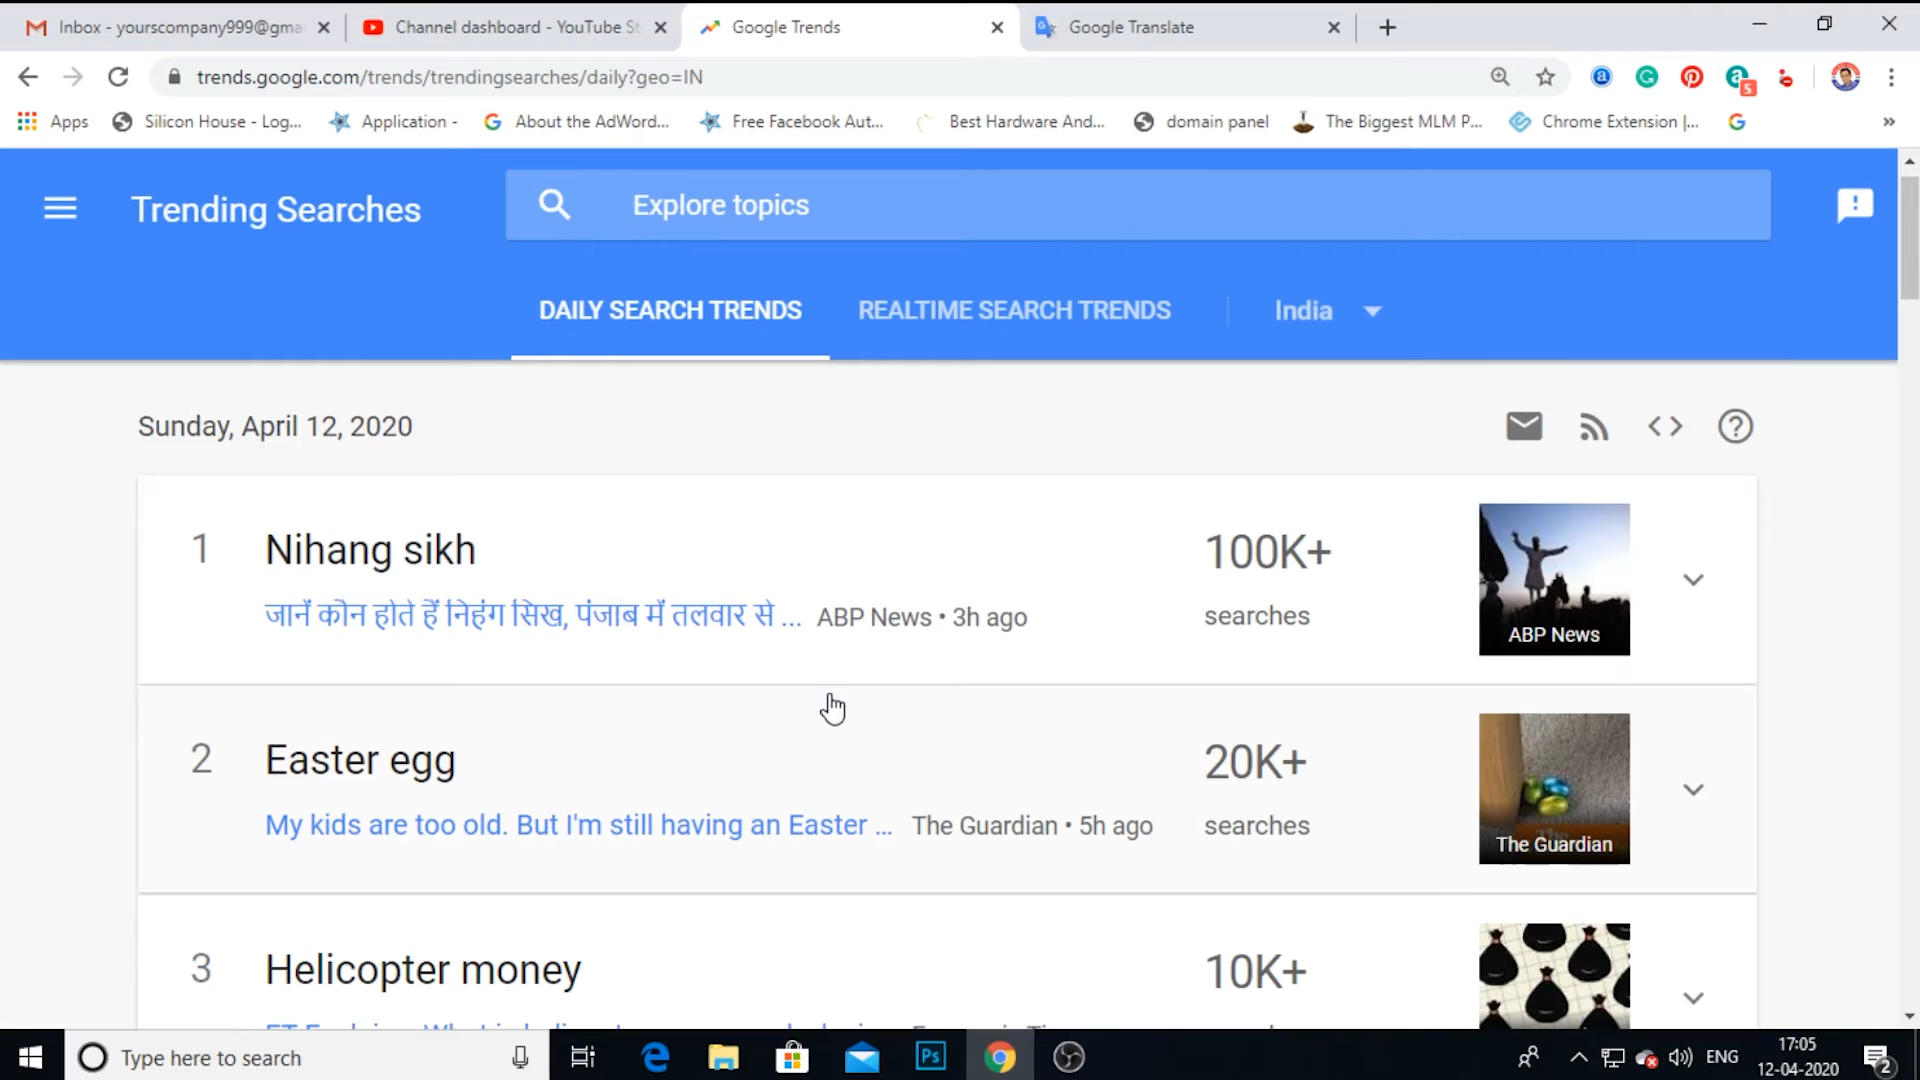 Inbox - yourscompany999@gma
Channel dashboard - YouTube St
Google Trends
Google Translate
trends.google.com/trends/trendingsearches/daily?geo=IN
5
Apps
Silicon House - Log...
Application -
About the AdWord...
Free Facebook Aut...
Best Hardware And...
domain panel
The Biggest MLM P...
Chrome Extension |...
Trending Searches
Explore topics
DAILY SEARCH TRENDS
REALTIME SEARCH TRENDS
India
Sunday, April 12, 2020
1
Nihang sikh
जानें कौन होते हैं निहंग सिख, पंजाब में तलवार से ...
ABP News • 3h ago
100K+
searches
ABP News
2
Easter egg
My kids are too old. But I'm still having an Easter ...
The Guardian • 5h ago
20K+
searches
The Guardian
3
Helicopter money
10K+
Type here to search
Ps
ENG
17:05
12-04-2020
2